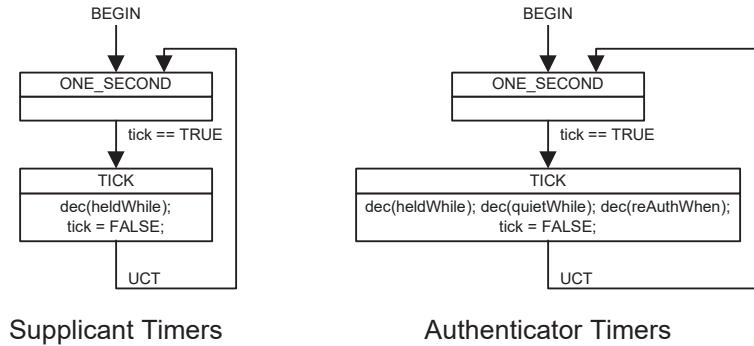 BEGIN
ONE_SECOND
tick == TRUE
TICK
dec(heldWhile);
tick = FALSE;
UCT
Supplicant Timers
BEGIN
ONE_SECOND
tick == TRUE
TICK
dec(heldWhile); dec(quietWhile); dec(reAuthWhen);
tick = FALSE;
UCT
Authenticator Timers